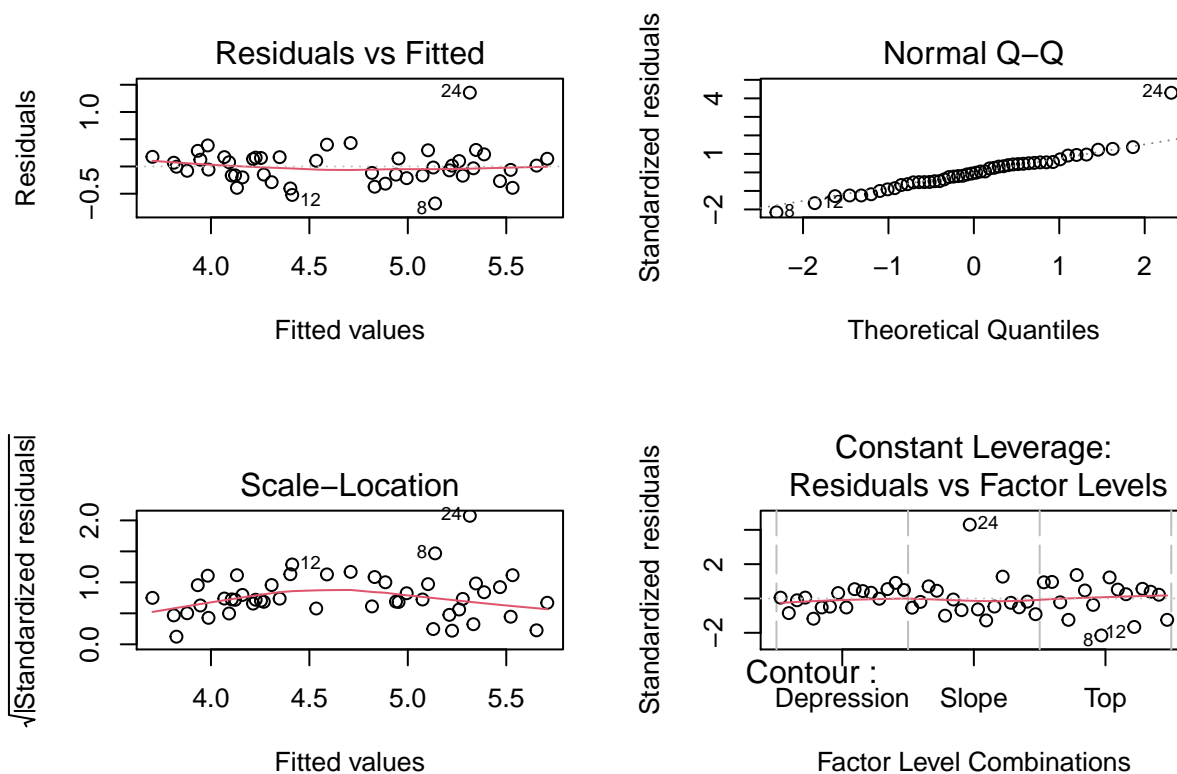 Residuals vs Fitted
Residuals
1.0
−0.5
24
12
8
4.0 4.5 5.0 5.5
Fitted values
Normal Q−Q
Standardized residuals
4
1
−2
24
8
12
−2 −1 0 1 2
Theoretical Quantiles
Scale−Location
√|Standardized residuals|
2.0
1.0
0.0
24
8
12
4.0 4.5 5.0 5.5
Fitted values
Constant Leverage:
Residuals vs Factor Levels
Standardized residuals
2
0
−2
24
8
12
Contour :
Depression Slope Top
Factor Level Combinations